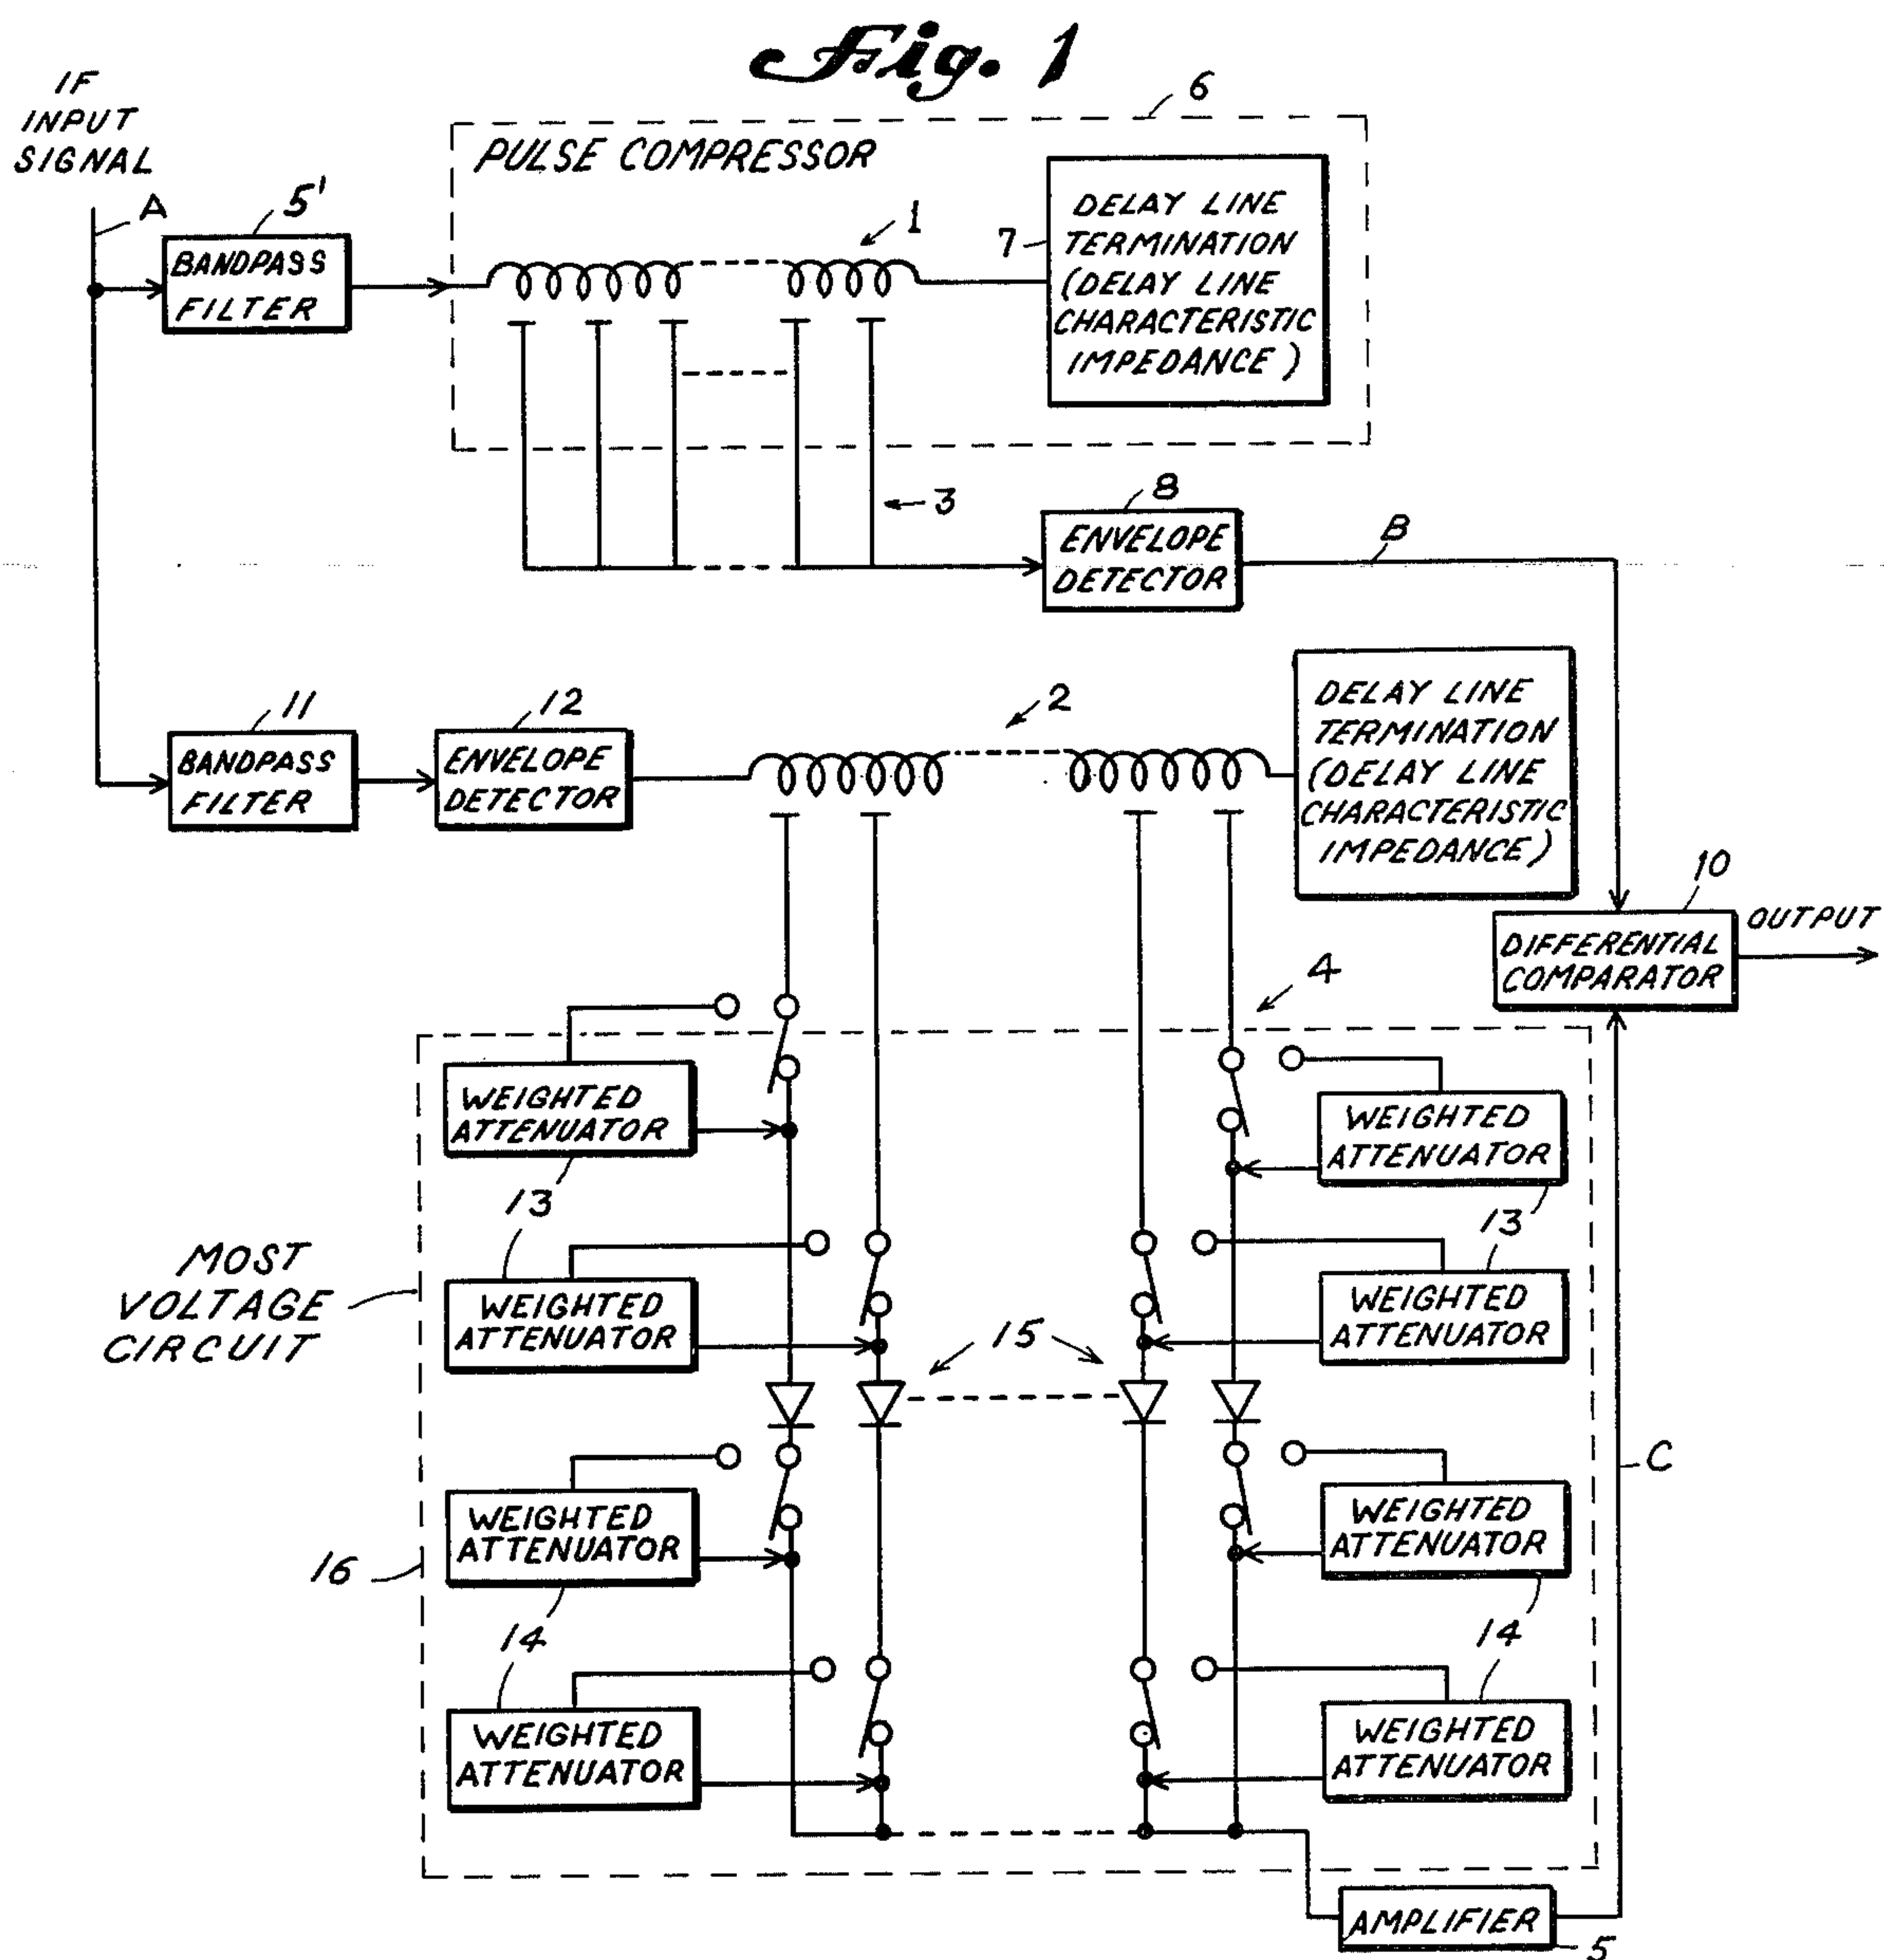 Fig. 1
IF
INPUT
SIGNAL
A
5'
BANDPASS
FILTER
6
PULSE COMPRESSOR
1
7
DELAY LINE
TERMINATION
(DELAY LINE
CHARACTERISTIC
IMPEDANCE)
3
8
ENVELOPE
DETECTOR
B
11
BANDPASS
FILTER
12
ENVELOPE
DETECTOR
2
DELAY LINE
TERMINATION
(DELAY LINE
CHARACTERISTIC
IMPEDANCE)
10
DIFFERENTIAL
COMPARATOR
OUTPUT
4
WEIGHTED
ATTENUATOR
13
WEIGHTED
ATTENUATOR
13
MOST
VOLTAGE
CIRCUIT
13
WEIGHTED
ATTENUATOR
WEIGHTED
ATTENUATOR
15
C
16
WEIGHTED
ATTENUATOR
14
WEIGHTED
ATTENUATOR
14
WEIGHTED
ATTENUATOR
WEIGHTED
ATTENUATOR
AMPLIFIER
5